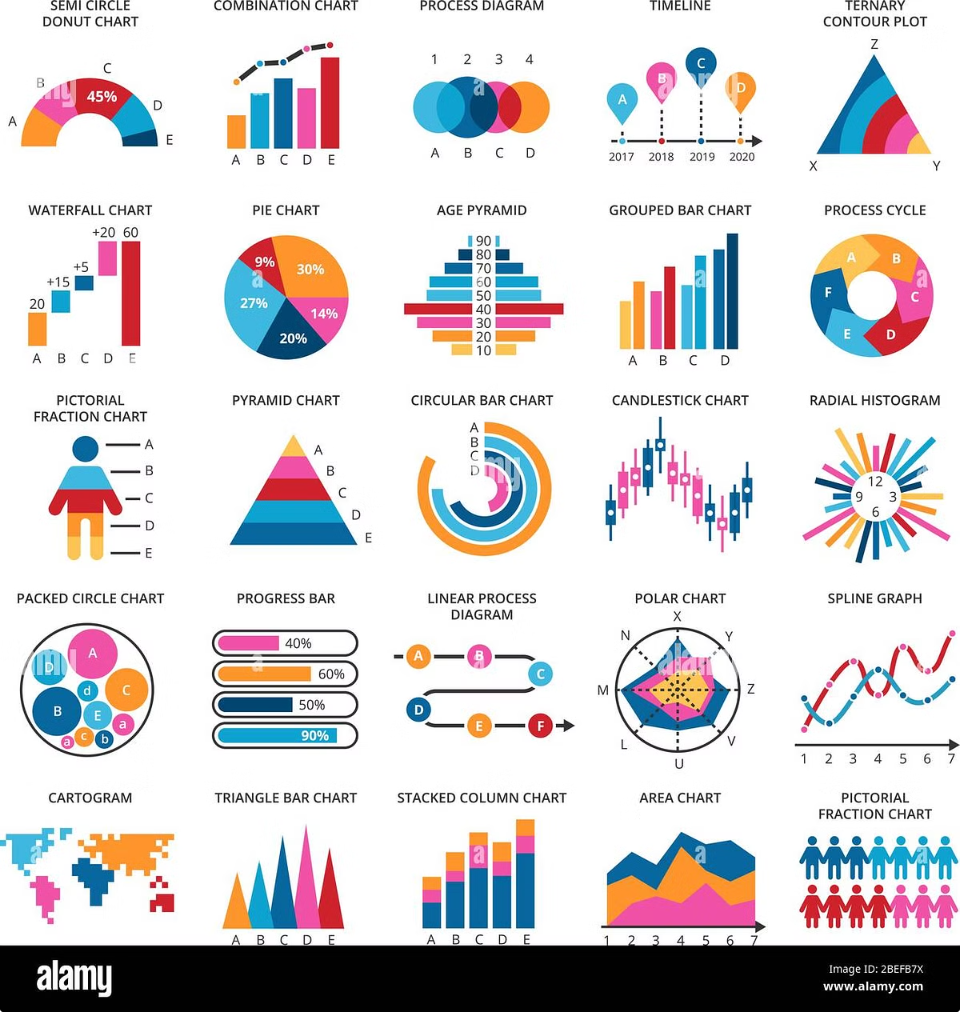 SEMI CIRCLE
DONUT CHART
A
B
C
D
E
45%
COMBINATION CHART
A B C D E
PROCESS DIAGRAM
1 2 3 4
A B C D
TIMELINE
A
B
C
D
2017 2018 2019 2020
TERNARY
CONTOUR PLOT
Z
X Y
WATERFALL CHART
20
+15
+5
+20
60
A B C D E
PIE CHART
9%
30%
27%
14%
20%
AGE PYRAMID
90
80
70
60
50
40
30
20
10
GROUPED BAR CHART
A B C D
PROCESS CYCLE
A
B
C
D
E
F
PICTORIAL
FRACTION CHART
A
B
C
D
E
PYRAMID CHART
A
B
C
D
E
CIRCULAR BAR CHART
A
B
C
D
CANDLESTICK CHART
RADIAL HISTOGRAM
12
9 3
6
PACKED CIRCLE CHART
A
D
d
C
B
E
a
a
c
b
PROGRESS BAR
40%
60%
50%
90%
LINEAR PROCESS
DIAGRAM
A
B
C
D
E
F
POLAR CHART
X
N Y
M Z
L V
U
SPLINE GRAPH
1 2 3 4 5 6 7
CARTOGRAM
TRIANGLE BAR CHART
A B C D E
STACKED COLUMN CHART
A B C D E
AREA CHART
1 2 3 4 5 6 7
PICTORIAL
FRACTION CHART
alamy
Image ID: 2BEFB7X
www.alamy.com